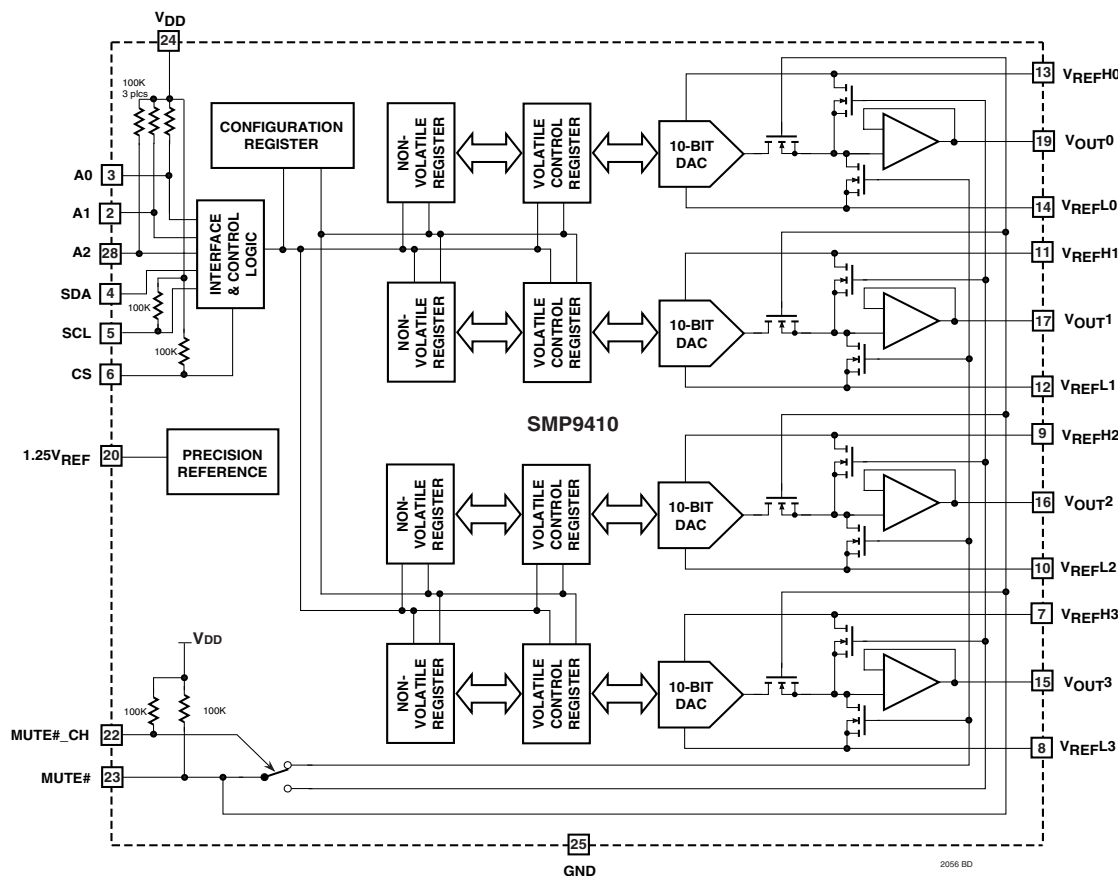 VDD
24
100K
3 plcs
A0
3
A1
2
A2
28
SDA
4
SCL
5
CS
6
100K
100K
INTERFACE
& CONTROL
LOGIC
CONFIGURATION
REGISTER
1.25VREF
20
PRECISION
REFERENCE
NON-
VOLATILE
REGISTER
VOLATILE
CONTROL
REGISTER
10-BIT
DAC
13
VREFH0
19
VOUT0
14
VREFL0
NON-
VOLATILE
REGISTER
VOLATILE
CONTROL
REGISTER
10-BIT
DAC
11
VREFH1
17
VOUT1
12
VREFL1
SMP9410
NON-
VOLATILE
REGISTER
VOLATILE
CONTROL
REGISTER
10-BIT
DAC
9
VREFH2
16
VOUT2
10
VREFL2
NON-
VOLATILE
REGISTER
VOLATILE
CONTROL
REGISTER
10-BIT
DAC
7
VREFH3
15
VOUT3
8
VREFL3
VDD
100K
100K
MUTE#_CH
22
MUTE#
23
25
GND
2056 BD